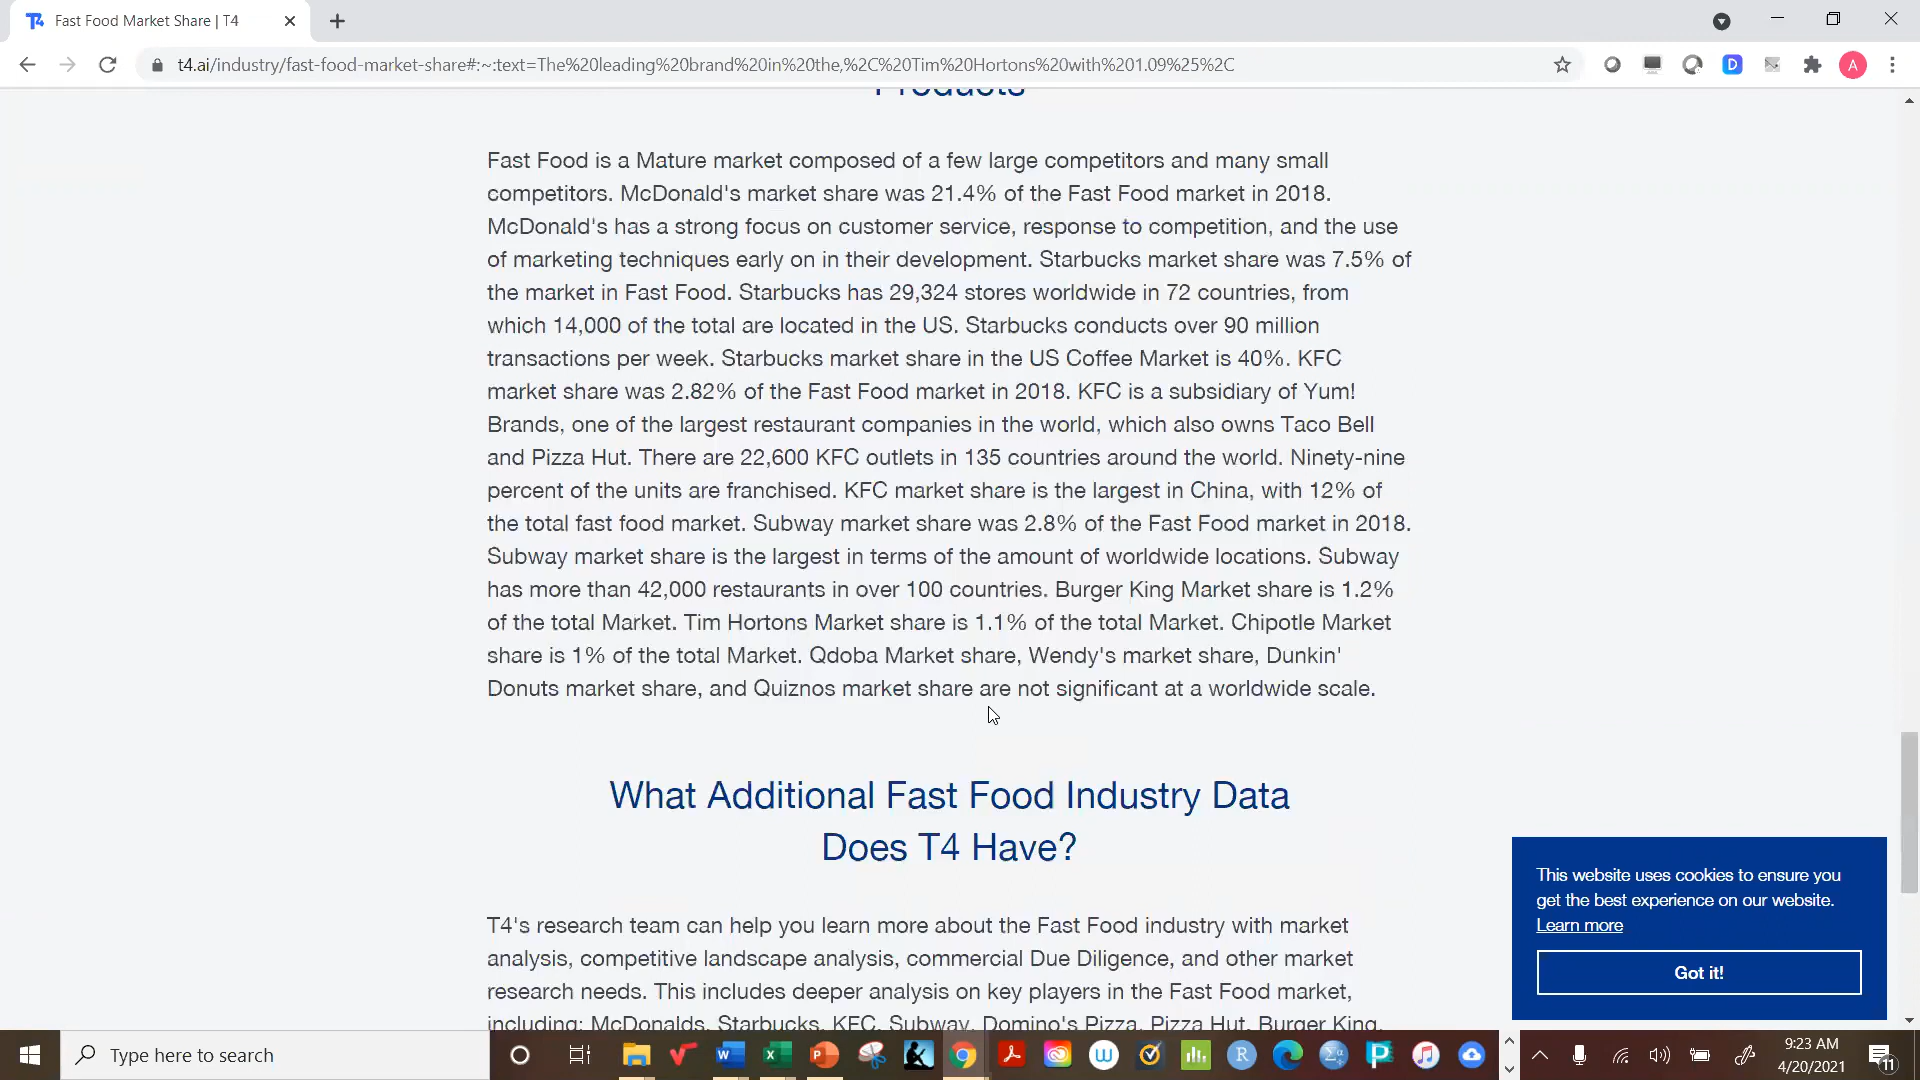 Fast Food Market Share | T4
t4.ai/industry/fast-food-market-share#:~:text=The%20leading%20brand%20in%20the,%2C%20Tim%20Hortons%20with%201.09%25%2C
A
Products
Fast Food is a Mature market composed of a few large competitors and many small
competitors. McDonald's market share was 21.4% of the Fast Food market in 2018.
McDonald's has a strong focus on customer service, response to competition, and the use
of marketing techniques early on in their development. Starbucks market share was 7.5% of
the market in Fast Food. Starbucks has 29,324 stores worldwide in 72 countries, from
which 14,000 of the total are located in the US. Starbucks conducts over 90 million
transactions per week. Starbucks market share in the US Coffee Market is 40%. KFC
market share was 2.82% of the Fast Food market in 2018. KFC is a subsidiary of Yum!
Brands, one of the largest restaurant companies in the world, which also owns Taco Bell
and Pizza Hut. There are 22,600 KFC outlets in 135 countries around the world. Ninety-nine
percent of the units are franchised. KFC market share is the largest in China, with 12% of
the total fast food market. Subway market share was 2.8% of the Fast Food market in 2018.
Subway market share is the largest in terms of the amount of worldwide locations. Subway
has more than 42,000 restaurants in over 100 countries. Burger King Market share is 1.2%
of the total Market. Tim Hortons Market share is 1.1% of the total Market. Chipotle Market
share is 1% of the total Market. Qdoba Market share, Wendy's market share, Dunkin'
Donuts market share, and Quiznos market share are not significant at a worldwide scale.
What Additional Fast Food Industry Data
Does T4 Have?
T4's research team can help you learn more about the Fast Food industry with market
analysis, competitive landscape analysis, commercial Due Diligence, and other market
research needs. This includes deeper analysis on key players in the Fast Food market,
including: McDonalds, Starbucks, KFC, Subway, Domino's Pizza, Pizza Hut, Burger King,
This website uses cookies to ensure you
get the best experience on our website.
Learn more
Got it!
Type here to search
9:23 AM
4/20/2021
11